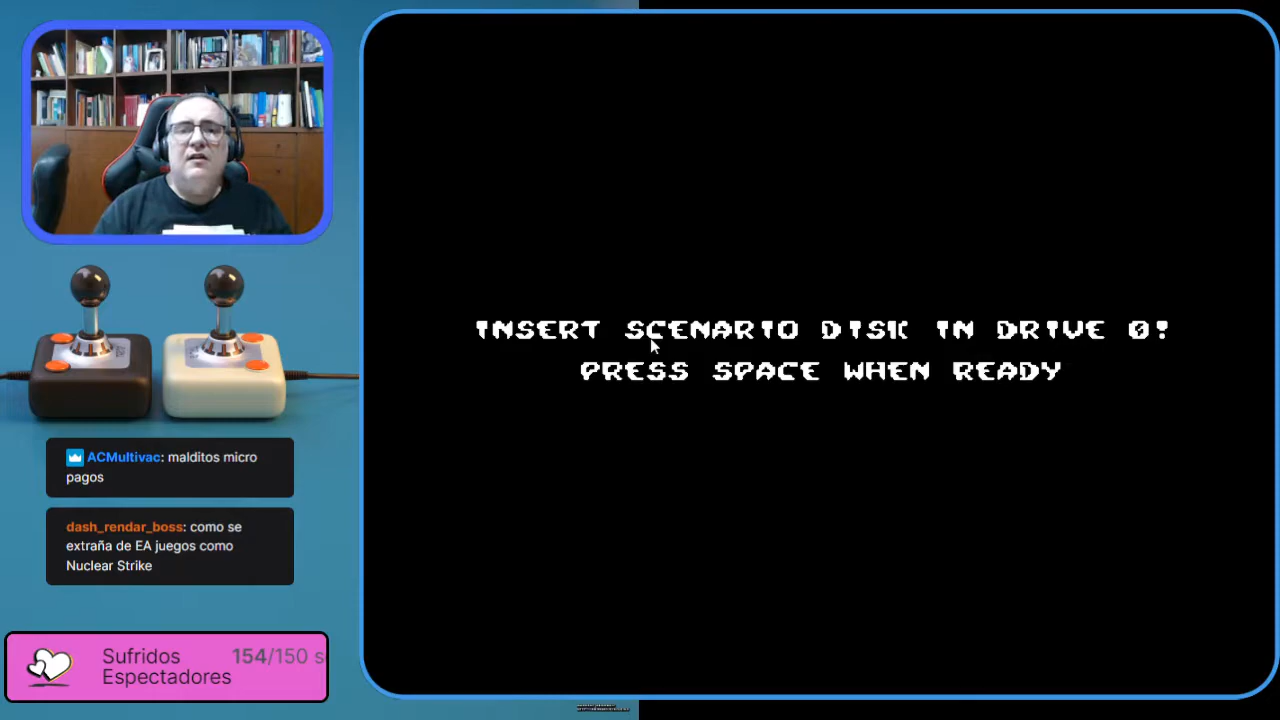 INSERT SCENARIO DISK IN DRIVE 0!
PRESS SPACE WHEN READY
ACMultivac: malditos micro
pagos
dash_rendar_boss: como se
extraña de EA juegos como
Nuclear Strike
Sufridos
Espectadores
154/150 s